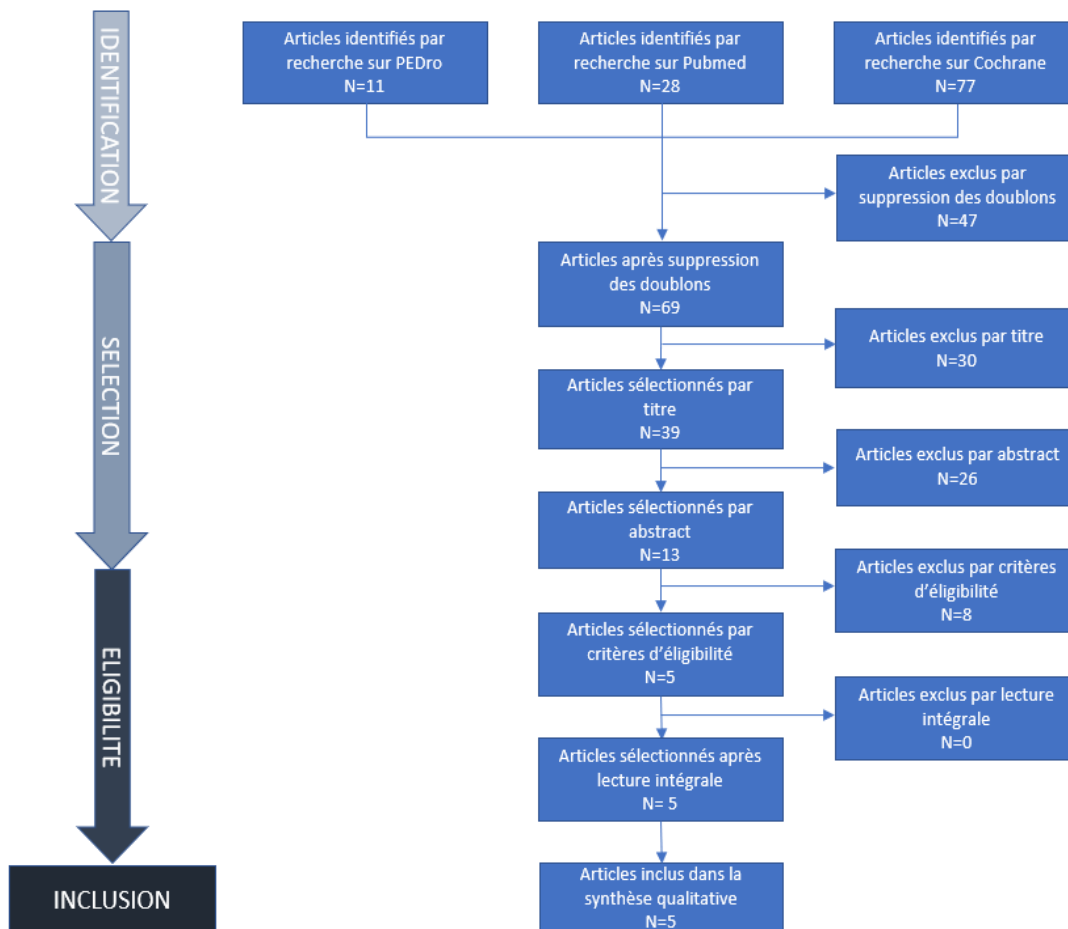 IDENTIFICATION
Articles identifiés par
recherche sur PEDro
N=11
Articles identifiés par
recherche sur Pubmed
N=28
Articles identifiés par
recherche sur Cochrane
N=77
Articles exclus par
suppression des doublons
N=47
SELECTION
Articles après suppression
des doublons
N=69
Articles exclus par titre
N=30
Articles sélectionnés par
titre
N=39
Articles exclus par abstract
N=26
Articles sélectionnés par
abstract
N=13
ELIGIBILITE
Articles exclus par critères
d’éligibilité
N=8
Articles sélectionnés par
critères d’éligibilité
N=5
Articles exclus par lecture
intégrale
N=0
Articles sélectionnés après
lecture intégrale
N= 5
INCLUSION
Articles inclus dans la
synthèse qualitative
N=5